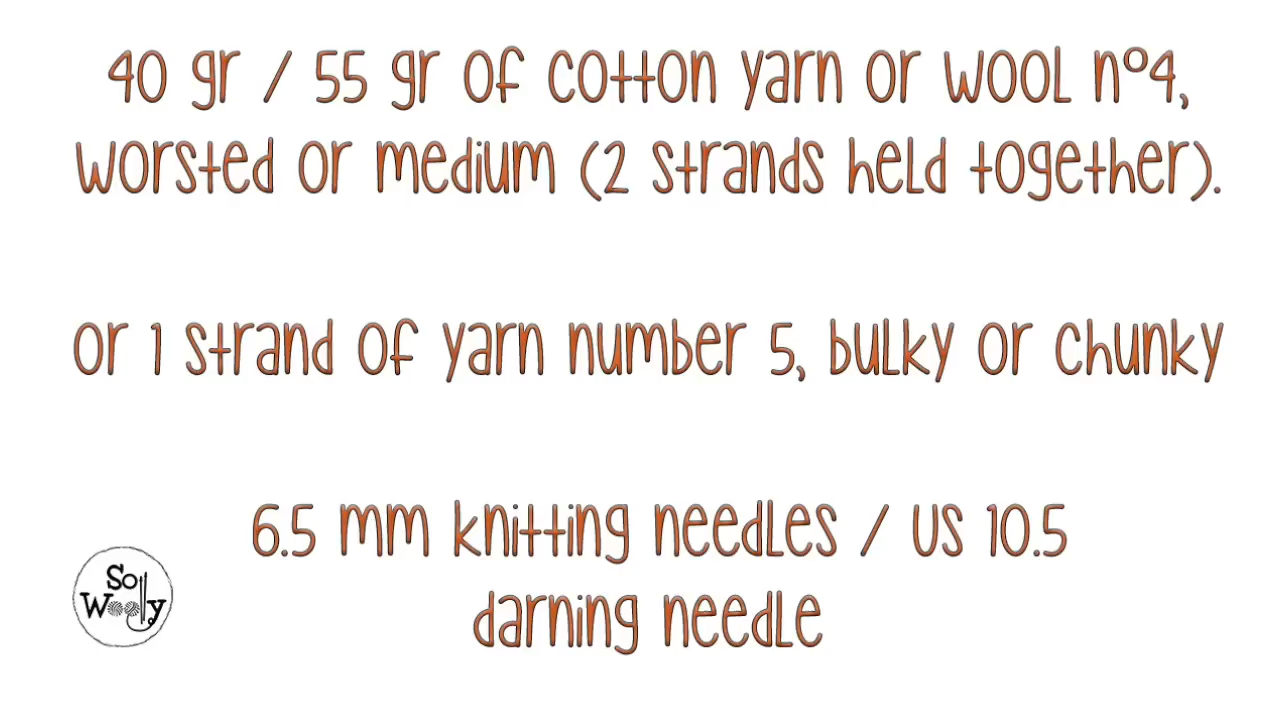 40 gr / 55 gr of cotton yarn or wool nº4,
worsted or medium (2 strands held together).
or 1 strand of yarn number 5, bulky or chunky
6.5 mm knitting needles / US 10.5
darning needle
So
Woolly